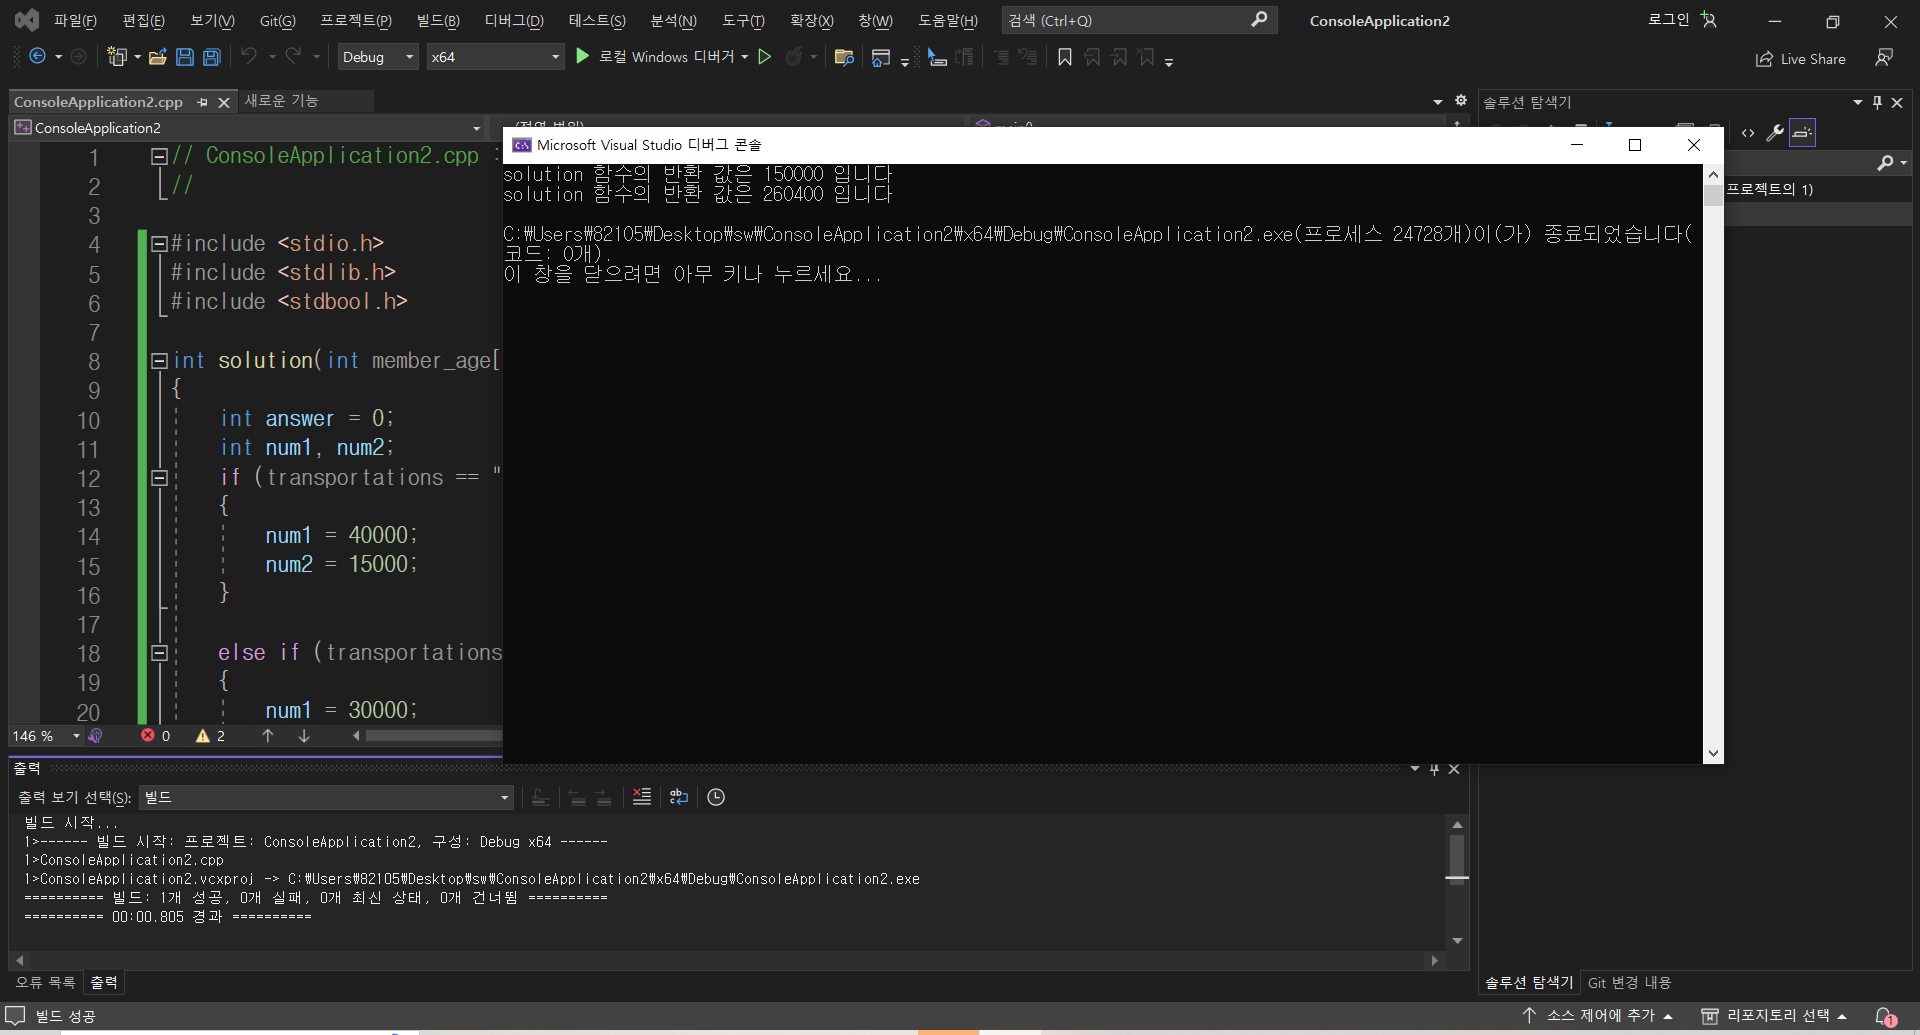 파일(F) 편집(E) 보기(V) Git(G) 프로젝트(P) 빌드(B) 디버그(D) 테스트(S) 분석(N) 도구(T) 확장(X) 창(W) 도움말(H) 검색 (Ctrl+Q) ConsoleApplication2 로그인
Debug x64 로컬 Windows 디버거 Live Share
ConsoleApplication2.cpp 새로운 기능
ConsoleApplication2
1 // ConsoleApplication2.cpp :
2 //
3
4 #include <stdio.h>
5 #include <stdlib.h>
6 #include <stdbool.h>
7
8 int solution(int member_age[
9 {
10 int answer = 0;
11 int num1, num2;
12 if (transportations == "
13 {
14 num1 = 40000;
15 num2 = 15000;
16 }
17
18 else if (transportations
19 {
20 num1 = 30000;
146 % 0 2
Microsoft Visual Studio 디버그 콘솔
solution 함수의 반환 값은 150000 입니다
solution 함수의 반환 값은 260400 입니다
C:\Users\82105\Desktop\sw\ConsoleApplication2\x64\Debug\ConsoleApplication2.exe(프로세스 24728개)이(가) 종료되었습니다(
코드: 0개).
이 창을 닫으려면 아무 키나 누르세요...
솔루션 탐색기
프로젝트의 1)
출력
출력 보기 선택(S): 빌드
빌드 시작...
1>------ 빌드 시작: 프로젝트: ConsoleApplication2, 구성: Debug x64 ------
1>ConsoleApplication2.cpp
1>ConsoleApplication2.vcxproj -> C:\Users\82105\Desktop\sw\ConsoleApplication2\x64\Debug\ConsoleApplication2.exe
========== 빌드: 1개 성공, 0개 실패, 0개 최신 상태, 0개 건너뜀 ==========
========== 00:00.805 경과 ==========
오류 목록 출력
솔루션 탐색기 Git 변경 내용
빌드 성공 소스 제어에 추가 리포지토리 선택 1